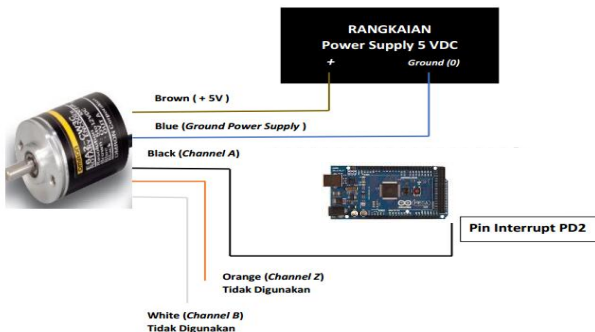 RANGKAIAN
Power Supply 5 VDC
+ Ground (0)
Brown ( + 5V )
Blue (Ground Power Supply )
Black (Channel A)
Pin Interrupt PD2
Orange (Channel Z)
Tidak Digunakan
White (Channel B)
Tidak Digunakan